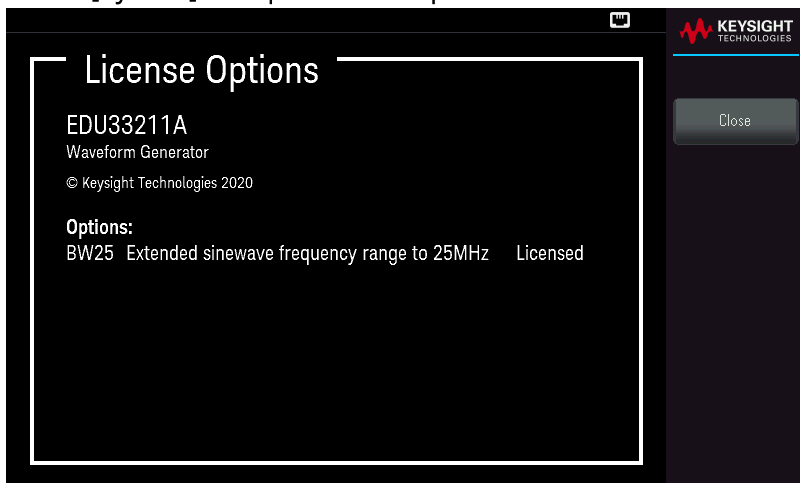 KEYSIGHT
TECHNOLOGIES
License Options
EDU33211A
Waveform Generator
© Keysight Technologies 2020
Options:
BW25 Extended sinewave frequency range to 25MHz Licensed
Close